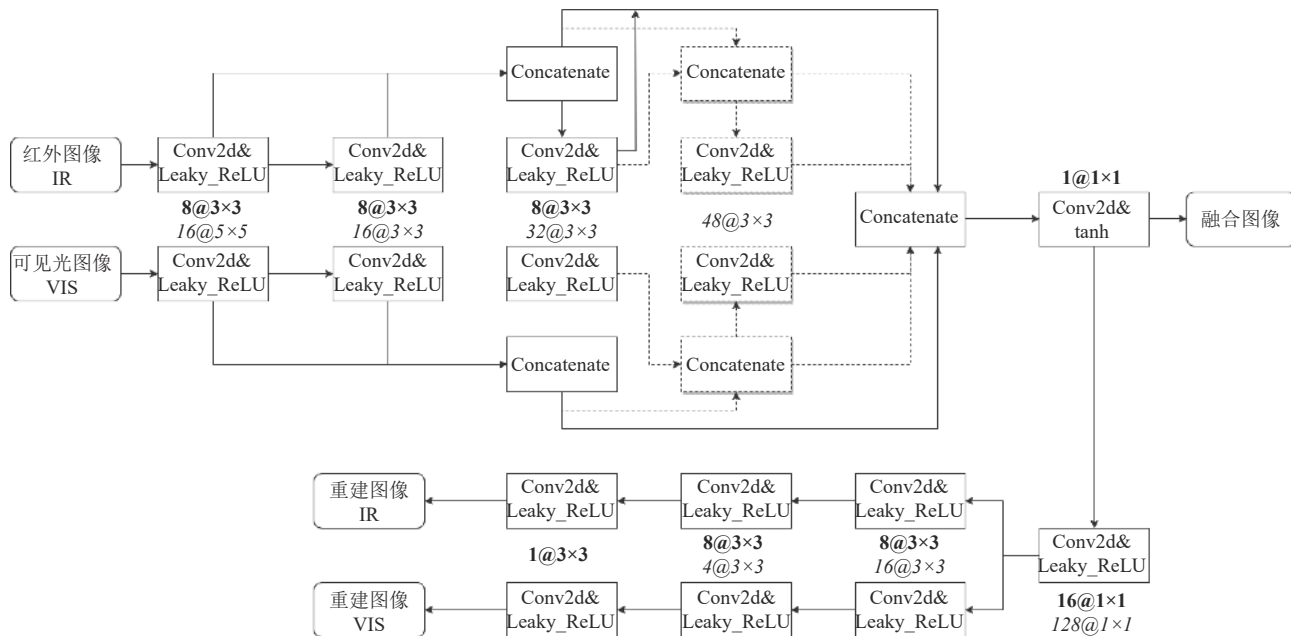 Concatenate
Concatenate
红外图像
IR
Conv2d&
Leaky_ReLU
Conv2d&
Leaky_ReLU
Conv2d&
Leaky_ReLU
Conv2d&
Leaky_ReLU
8@3×3
16@5×5
8@3×3
16@3×3
8@3×3
32@3×3
48@3×3
Concatenate
1@1×1
Conv2d&
tanh
融合图像
可见光图像
VIS
Conv2d&
Leaky_ReLU
Conv2d&
Leaky_ReLU
Conv2d&
Leaky_ReLU
Conv2d&
Leaky_ReLU
Concatenate
Concatenate
重建图像
IR
Conv2d&
Leaky_ReLU
Conv2d&
Leaky_ReLU
Conv2d&
Leaky_ReLU
1@3×3
8@3×3
4@3×3
8@3×3
16@3×3
Conv2d&
Leaky_ReLU
16@1×1
128@1×1
重建图像
VIS
Conv2d&
Leaky_ReLU
Conv2d&
Leaky_ReLU
Conv2d&
Leaky_ReLU